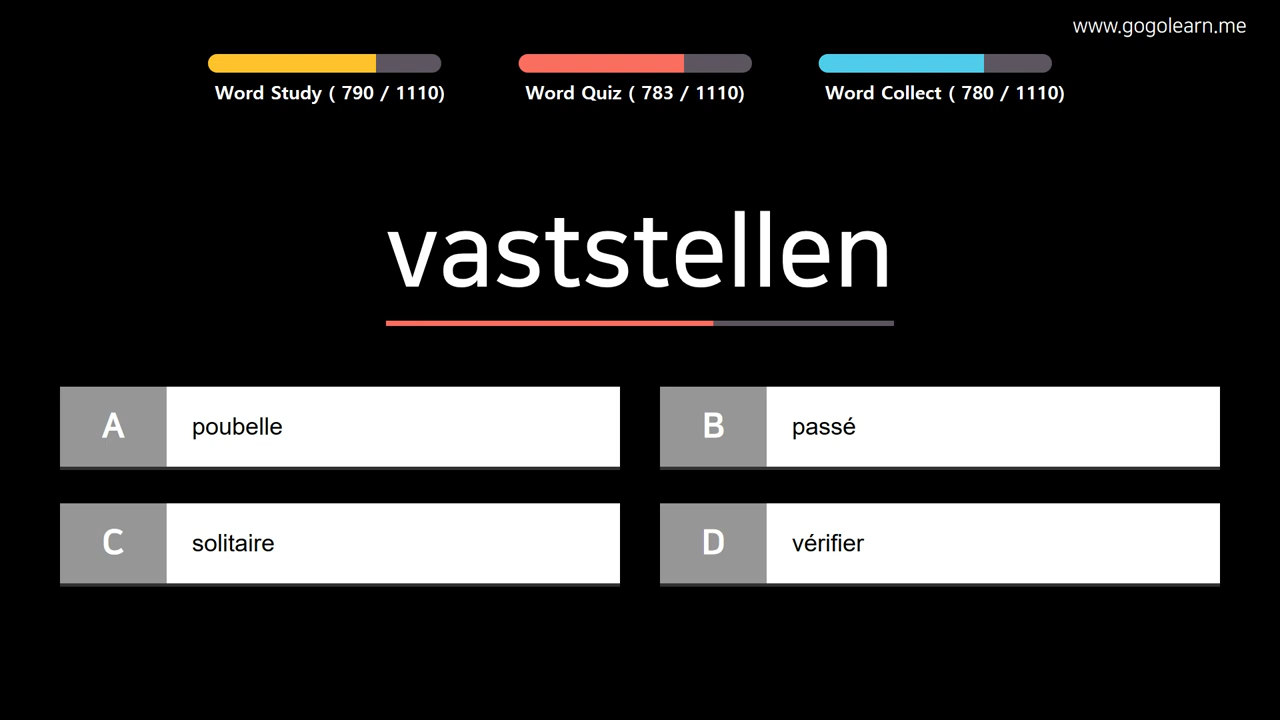 www.gogolearn.me
Word Study ( 790 / 1110)
Word Quiz ( 783 / 1110)
Word Collect ( 780 / 1110)
vaststellen
A poubelle
B passé
C solitaire
D vérifier